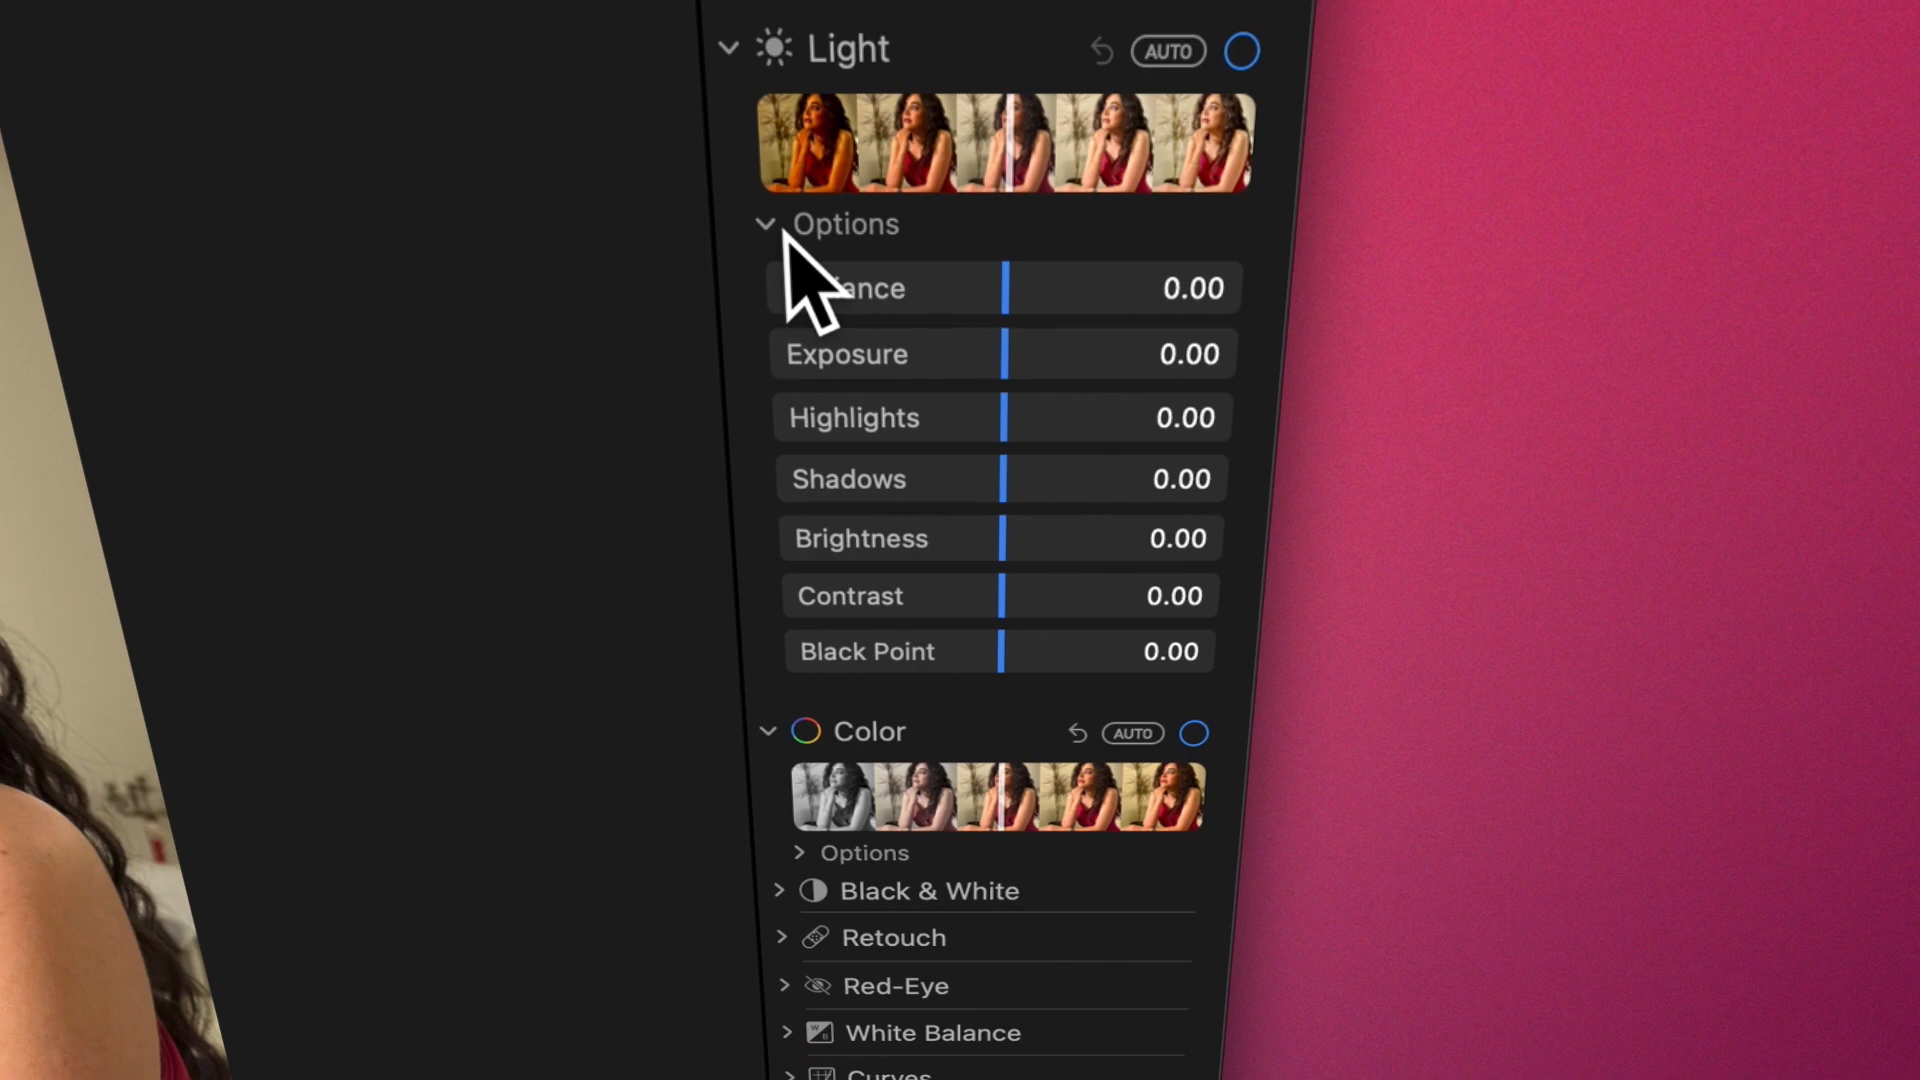 Light
AUTO
Options
0.00
Exposure 0.00
Highlights 0.00
Shadows 0.00
Brightness 0.00
Contrast 0.00
Black Point 0.00
Color
AUTO
Options
Black & White
Retouch
Red-Eye
White Balance
Curves